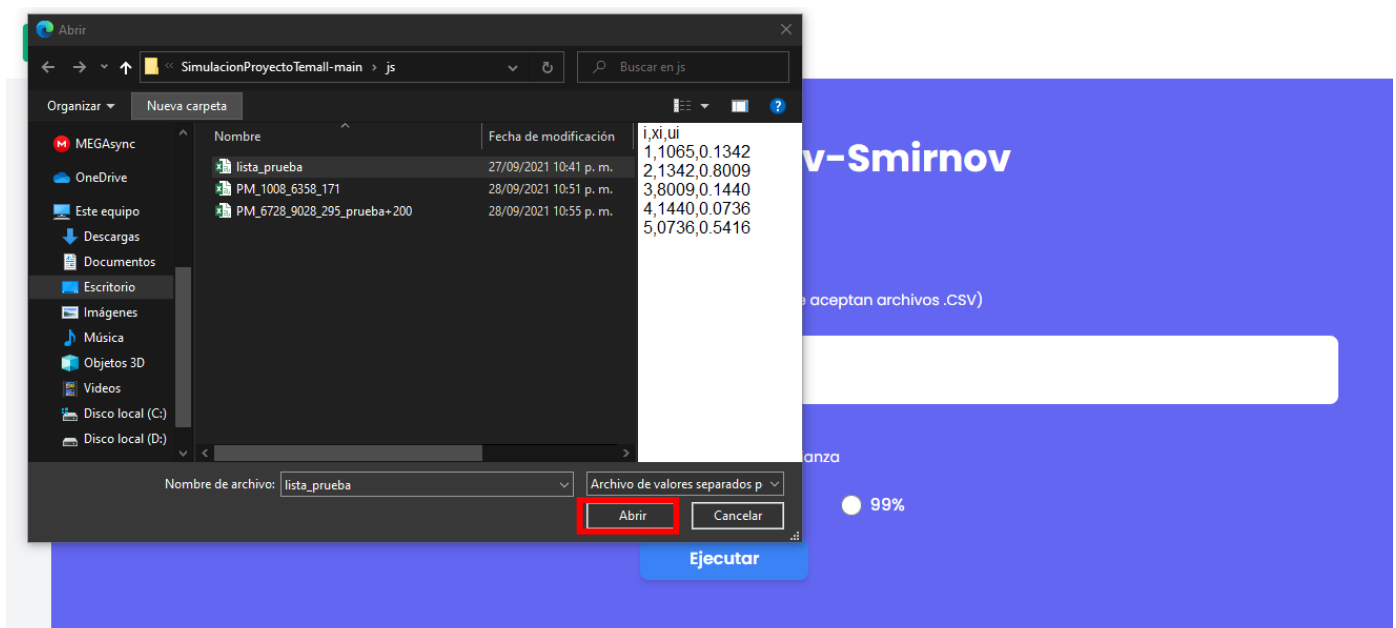 Abrir
SimulacionProyectoTemaII-main › js
Buscar en js
Organizar
Nueva carpeta
MEGAsync
OneDrive
Este equipo
Descargas
Documentos
Escritorio
Imágenes
Música
Objetos 3D
Videos
Disco local (C:)
Disco local (D:)
Nombre
Fecha de modificación
lista_prueba
27/09/2021 10:41 p. m.
PM_1008_6358_171
28/09/2021 10:51 p. m.
PM_6728_9028_295_prueba+200
28/09/2021 10:55 p. m.
i,xi,ui
1,1065,0.1342
2,1342,0.8009
3,8009,0.1440
4,1440,0.0736
5,0736,0.5416
Nombre de archivo:
lista_prueba
Archivo de valores separados p
Abrir
Cancelar
v-Smirnov
aceptan archivos .CSV)
anza
99%
Ejecutar